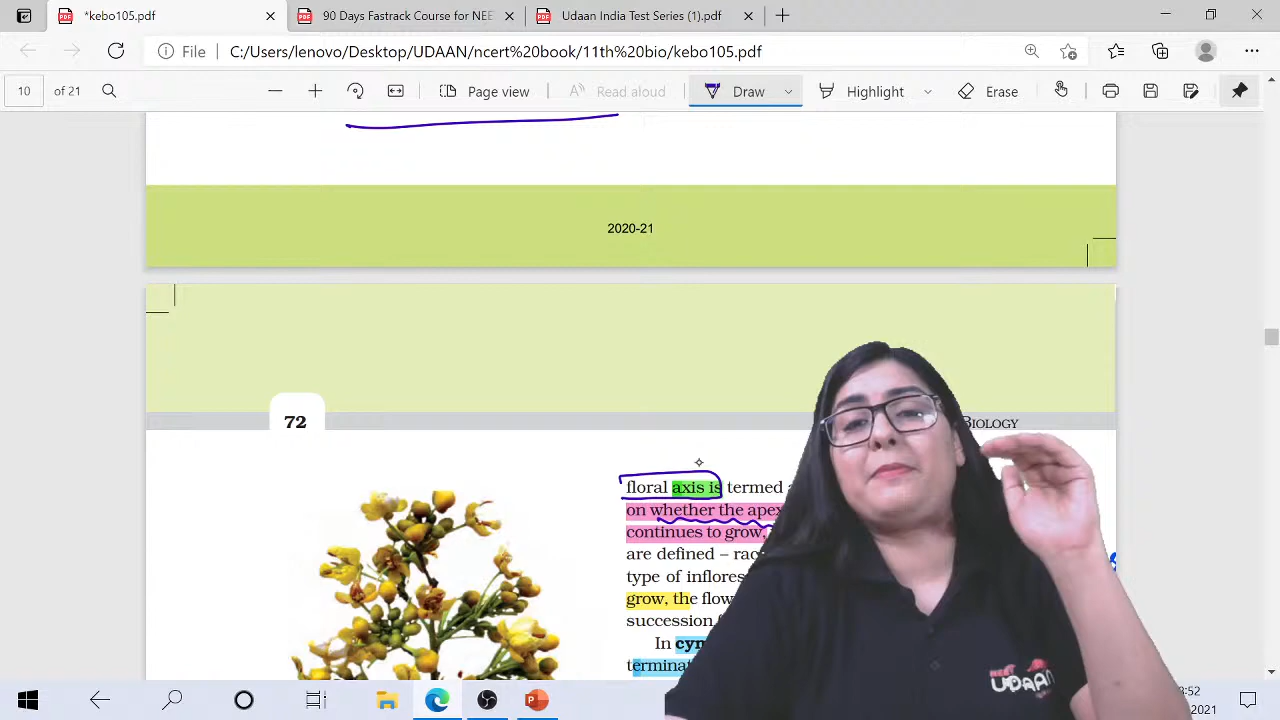 *kebo105.pdf
90 Days Fastrack Course for NEE
Udaan India Test Series (1).pdf
File
C:/Users/lenovo/Desktop/UDAAN/ncert%20book/11th%20bio/kebo105.pdf
10 of 21
Page view
Read aloud
Draw
Highlight
Erase
2020-21
72
BIOLOGY
floral axis is termed
on whether the apex
continues to grow,
are defined – rac
type of inflores
grow, the flow
succession
In cym
terminat
UDAAN
:52
2021